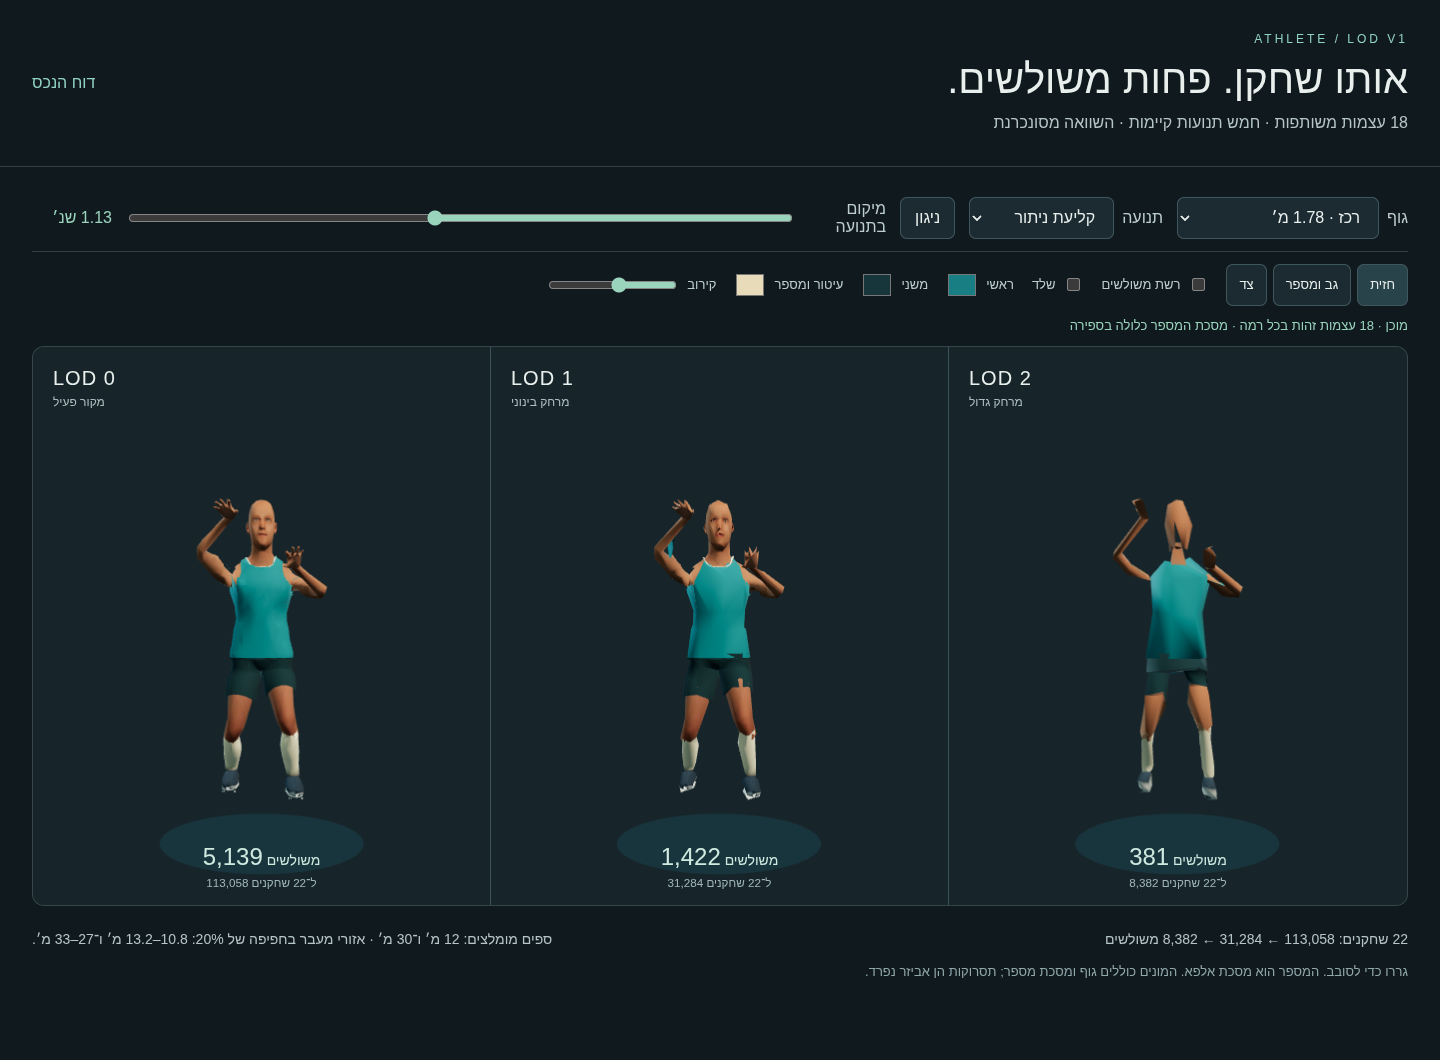 ATHLETE / LOD V1
אותו שחקן. פחות משולשים.
18 עצמות משותפות · חמש תנועות קיימות · השוואה מסונכרנת
דוח הנכס
גוף
רכז · 1.78 מ׳
תנועה
קליעת ניתור
ניגון
מיקום
בתנועה
1.13 שנ׳
חזית
גב ומספר
צד
רשת משולשים
שלד
ראשי
משני
עיטור ומספר
קירוב
מוכן · 18 עצמות זהות בכל רמה · מסכת המספר כלולה בספירה
LOD 0
מקור פעיל
5,139 משולשים
ל־22 שחקנים 113,058
LOD 1
מרחק בינוני
1,422 משולשים
ל־22 שחקנים 31,284
LOD 2
מרחק גדול
381 משולשים
ל־22 שחקנים 8,382
22 שחקנים: 113,058 ← 31,284 ← 8,382 משולשים
ספים מומלצים: 12 מ׳ ו־30 מ׳ · אזורי מעבר בחפיפה של 20%: 10.8–13.2 מ׳ ו־27–33 מ׳.
גררו כדי לסובב. המספר הוא מסכת אלפא. המונים כוללים גוף ומסכת מספר; תסרוקות הן אביזר נפרד.